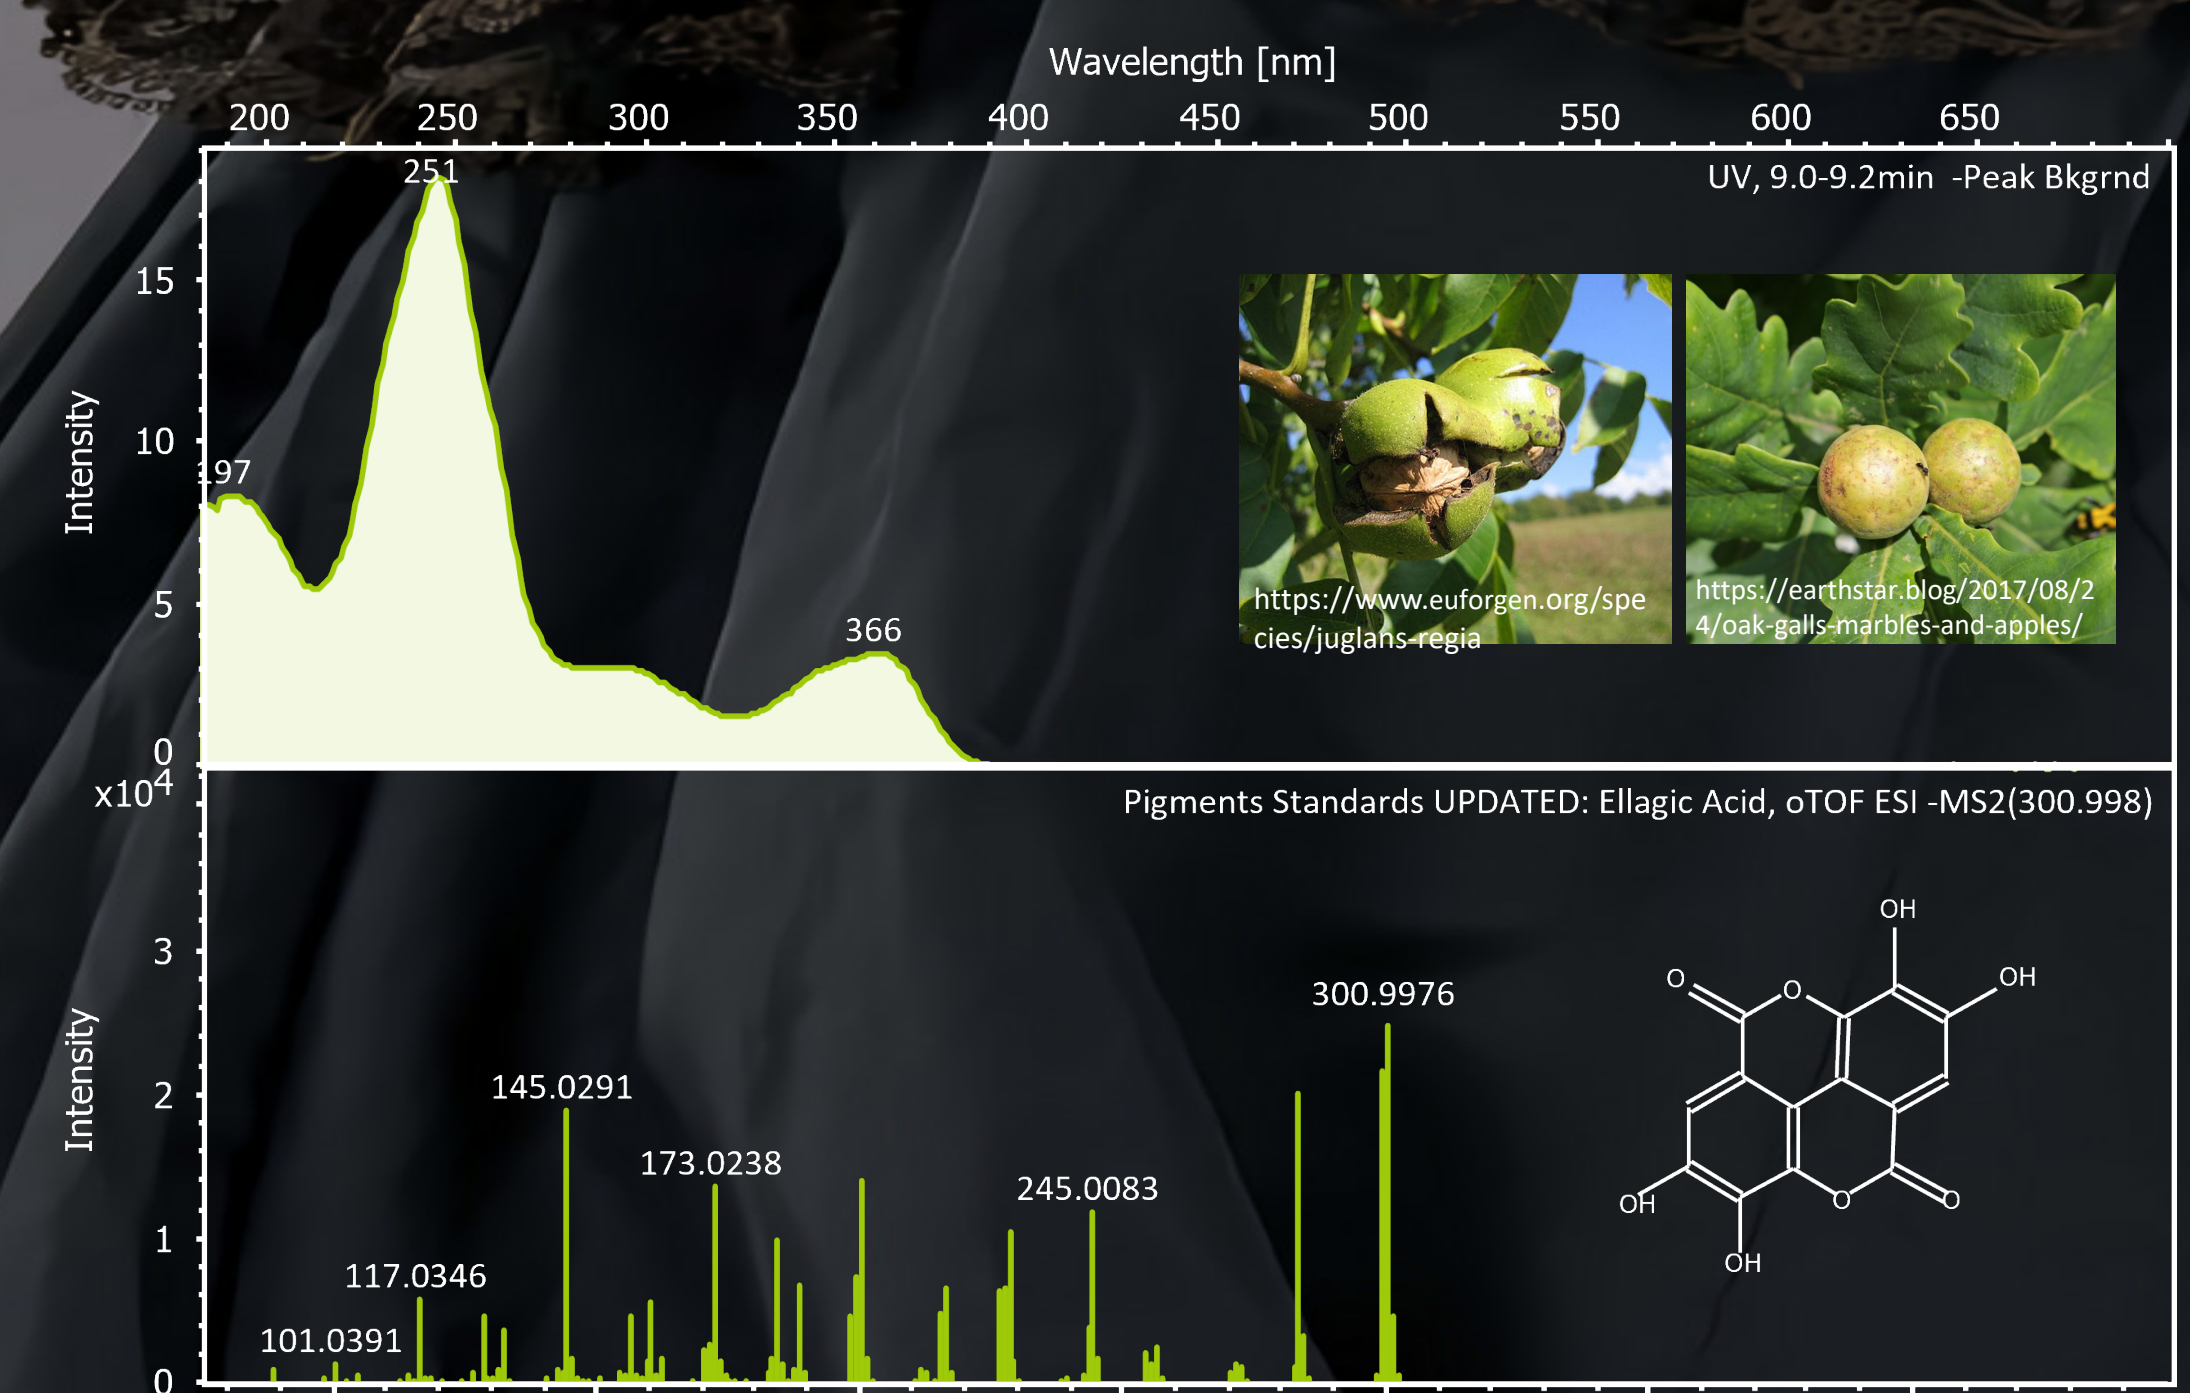 Wavelength [nm]
200 250 300 350 400 450 500 550 600 650
251
UV, 9.0-9.2min -Peak Bkgrnd
15
10
5
0
Intensity
197
366
https://www.euforgen.org/spe
cies/juglans-regia
https://earthstar.blog/2017/08/2
4/oak-galls-marbles-and-apples/
x10⁴
Pigments Standards UPDATED: Ellagic Acid, oTOF ESI -MS2(300.998)
3
2
1
0
Intensity
300.9976
145.0291
173.0238
245.0083
117.0346
101.0391
OH
O
O
OH
OH
O
O
OH